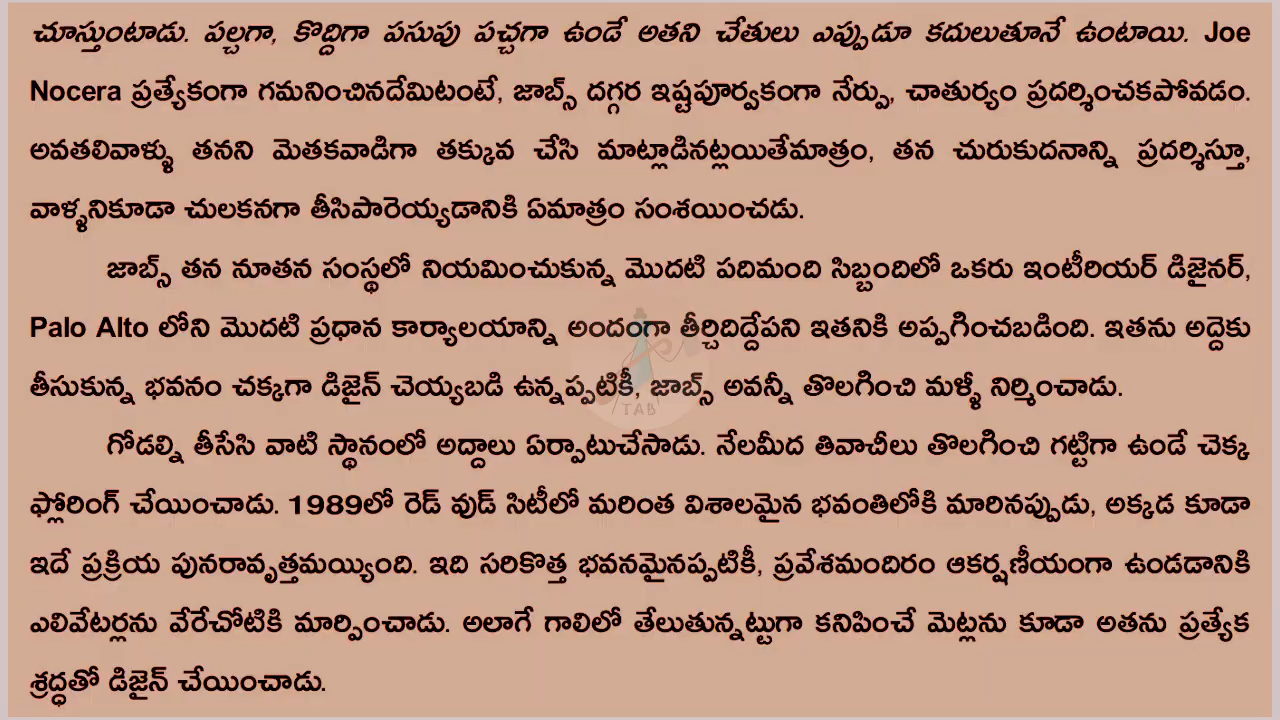 చూస్తుంటాడు. పల్చగా, కొద్దిగా పసుపు పచ్చగా ఉండే అతని చేతులు ఎప్పుడూ కదులుతూనే ఉంటాయి. Joe
Nocera ప్రత్యేకంగా గమనించినదేమిటంటే, జాబ్స్ దగ్గర ఇష్టపూర్వకంగా నేర్పు, చాతుర్యం ప్రదర్శించకపోవడం.
అవతలివాళ్ళు తనని మెతకవాడిగా తక్కువ చేసి మాట్లాడినట్లయితేమాత్రం, తన చురుకుదనాన్ని ప్రదర్శిస్తూ,
వాళ్ళనికూడా చులకనగా తీసిపారెయ్యడానికి ఏమాత్రం సంశయించడు.
జాబ్స్ తన నూతన సంస్థలో నియమించుకున్న మొదటి పదిమంది సిబ్బందిలో ఒకరు ఇంటీరియర్ డిజైనర్,
Palo Alto లోని మొదటి ప్రధాన కార్యాలయాన్ని అందంగా తీర్చిదిద్దేపని ఇతనికి అప్పగించబడింది. ఇతను అద్దెకు
తీసుకున్న భవనం చక్కగా డిజైన్ చెయ్యబడి ఉన్నప్పటికీ, జాబ్స్ అవన్నీ తొలగించి మళ్ళీ నిర్మించాడు.
TAB
గోడల్ని తీసేసి వాటి స్థానంలో అద్దాలు ఏర్పాటుచేసాడు. నేలమీద తివాచీలు తొలగించి గట్టిగా ఉండే చెక్క
ఫ్లోరింగ్ చేయించాడు. 1989లో రెడ్ వుడ్ సిటీలో మరింత విశాలమైన భవంతిలోకి మారినప్పుడు, అక్కడ కూడా
ఇదే ప్రక్రియ పునరావృత్తమయ్యింది. ఇది సరికొత్త భవనమైనప్పటికీ, ప్రవేశమందిరం ఆకర్షణీయంగా ఉండడానికి
ఎలివేటర్లను వేరేచోటికి మార్పించాడు. అలాగే గాలిలో తేలుతున్నట్టుగా కనిపించే మెట్లను కూడా అతను ప్రత్యేక
శ్రద్ధతో డిజైన్ చేయించాడు.